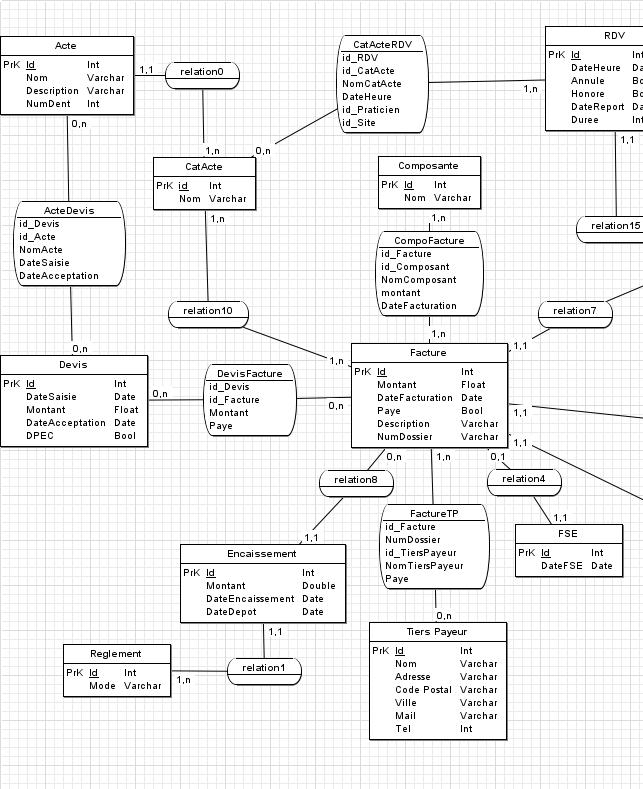 Acte
PrK Id Int
Nom Varchar
Description Varchar
NumDent Int
1,1
relation0
0,n
1,n
CatActeRDV
id_RDV
id_CatActe
NomCatActe
DateHeure
id_Praticien
id_Site
0,n
1,n
RDV
PrK Id Int
DateHeure Da
Annule Bo
Honore Bo
DateReport Da
Duree Int
1,1
relation15
CatActe
PrK id Int
Nom Varchar
1,n
Composante
PrK Id Int
Nom Varchar
1,n
ActeDevis
id_Devis
id_Acte
NomActe
DateSaisie
DateAcceptation
0,n
CompoFacture
id_Facture
id_Composant
NomComposant
montant
DateFacturation
1,n
relation10
1,n
relation7
1,1
Devis
PrK Id Int
DateSaisie Date
Montant Float
DateAcceptation Date
DPEC Bool
0,n
DevisFacture
id_Devis
id_Facture
Montant
Paye
0,n
Facture
PrK Id Int
Montant Float
DateFacturation Date
Paye Bool
Description Varchar
NumDossier Varchar
1,1
1,1
0,n
1,n
0,1
relation8
1,1
relation4
1,1
FactureTP
id_Facture
NumDossier
id_TiersPayeur
NomTiersPayeur
Paye
0,n
FSE
PrK Id Int
DateFSE Date
Encaissement
PrK Id Int
Montant Double
DateEncaissement Date
DateDepot Date
1,1
relation1
1,n
Reglement
PrK Id Int
Mode Varchar
Tiers Payeur
PrK Id Int
Nom Varchar
Adresse Varchar
Code Postal Varchar
Ville Varchar
Mail Varchar
Tel Int